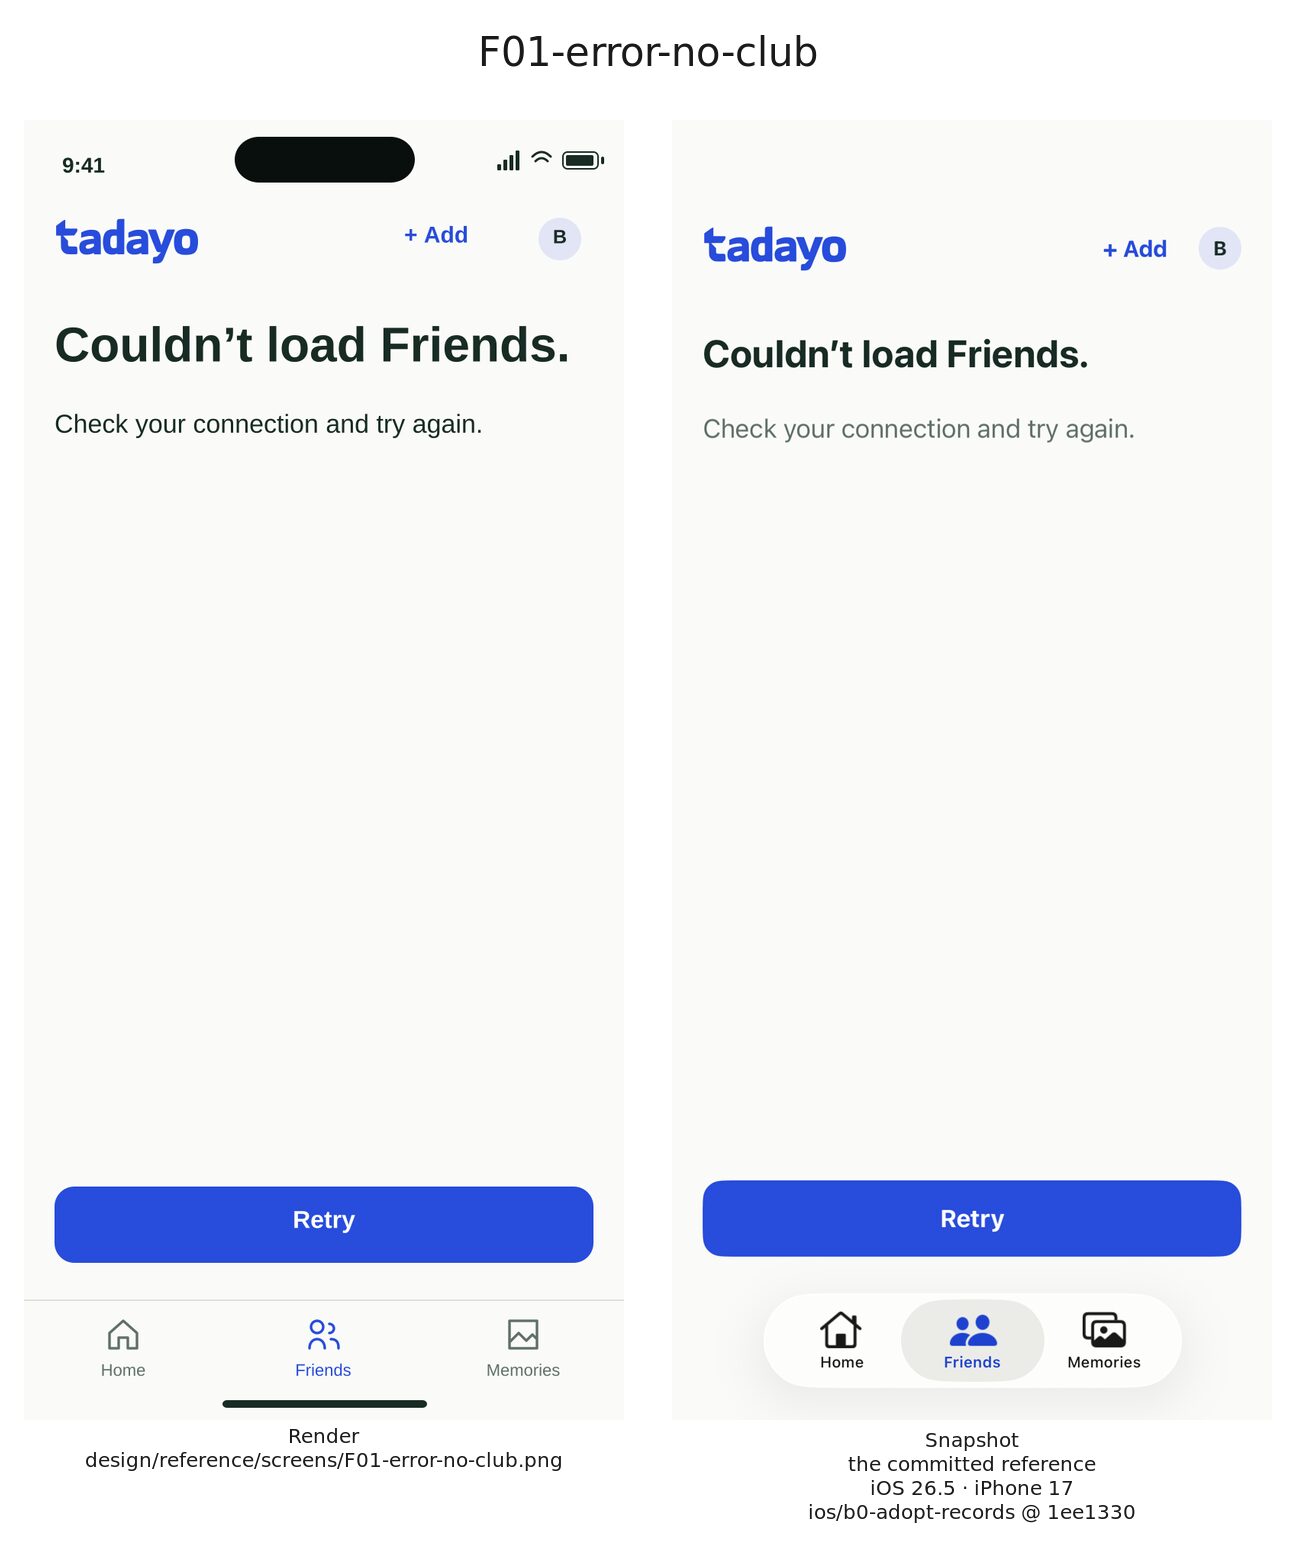 F01-error-no-club
9:41
tadayo
+ Add
B
Couldn’t load Friends.
Check your connection and try again.
Retry
Home
Friends
Memories
Render
design/reference/screens/F01-error-no-club.png
tadayo
+ Add
B
Couldn’t load Friends.
Check your connection and try again.
Retry
Home
Friends
Memories
Snapshot
the committed reference
iOS 26.5 · iPhone 17
ios/b0-adopt-records @ 1ee1330